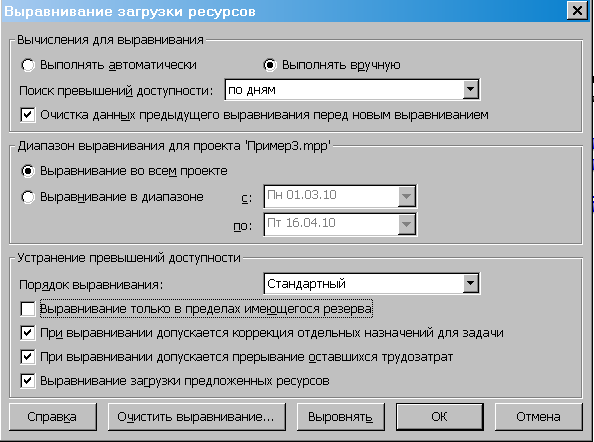 Выравнивание загрузки ресурсов
Вычисления для выравнивания
Выполнять автоматически
Выполнять вручную
Поиск превышений доступности: по дням
Очистка данных предыдущего выравнивания перед новым выравниванием
Диапазон выравнивания для проекта 'Пример3.mpp'
Выравнивание во всем проекте
Выравнивание в диапазоне с: Пн 01.03.10
по: Пт 16.04.10
Устранение превышений доступности
Порядок выравнивания: Стандартный
Выравнивание только в пределах имеющегося резерва
При выравнивании допускается коррекция отдельных назначений для задачи
При выравнивании допускается прерывание оставшихся трудозатрат
Выравнивание загрузки предложенных ресурсов
Справка Очистить выравнивание... Выровнять ОК Отмена